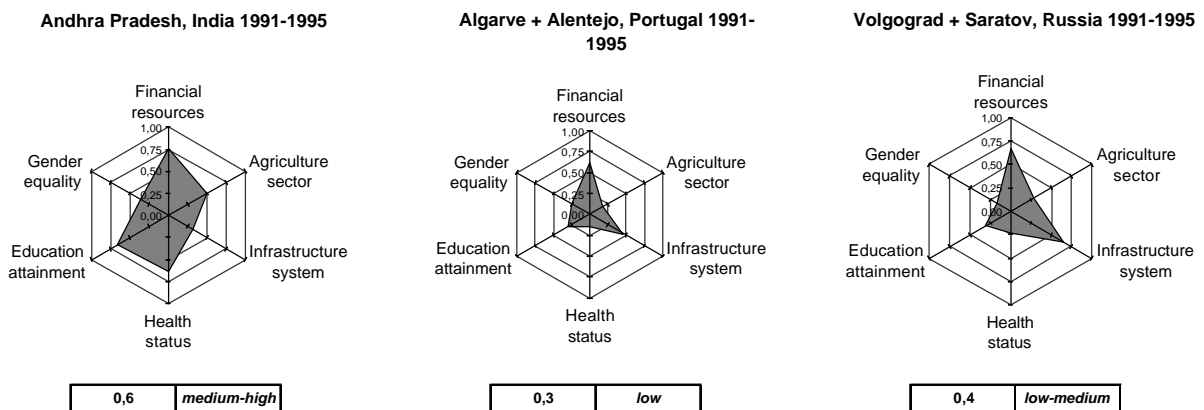 Andhra Pradesh, India 1991-1995
Financial
resources
1,00
0,75
0,50
0,25
0,00
Gender
equality
Agriculture
sector
Education
attainment
Infrastructure
system
Health
status
0,6 medium-high
Algarve + Alentejo, Portugal 1991-
1995
Financial
resources
1,00
0,75
0,50
0,25
0,00
Gender
equality
Agriculture
sector
Education
attainment
Infrastructure
system
Health
status
0,3 low
Volgograd + Saratov, Russia 1991-1995
Financial
resources
1,00
0,75
0,50
0,25
0,00
Gender
equality
Agriculture
sector
Education
attainment
Infrastructure
system
Health
status
0,4 low-medium